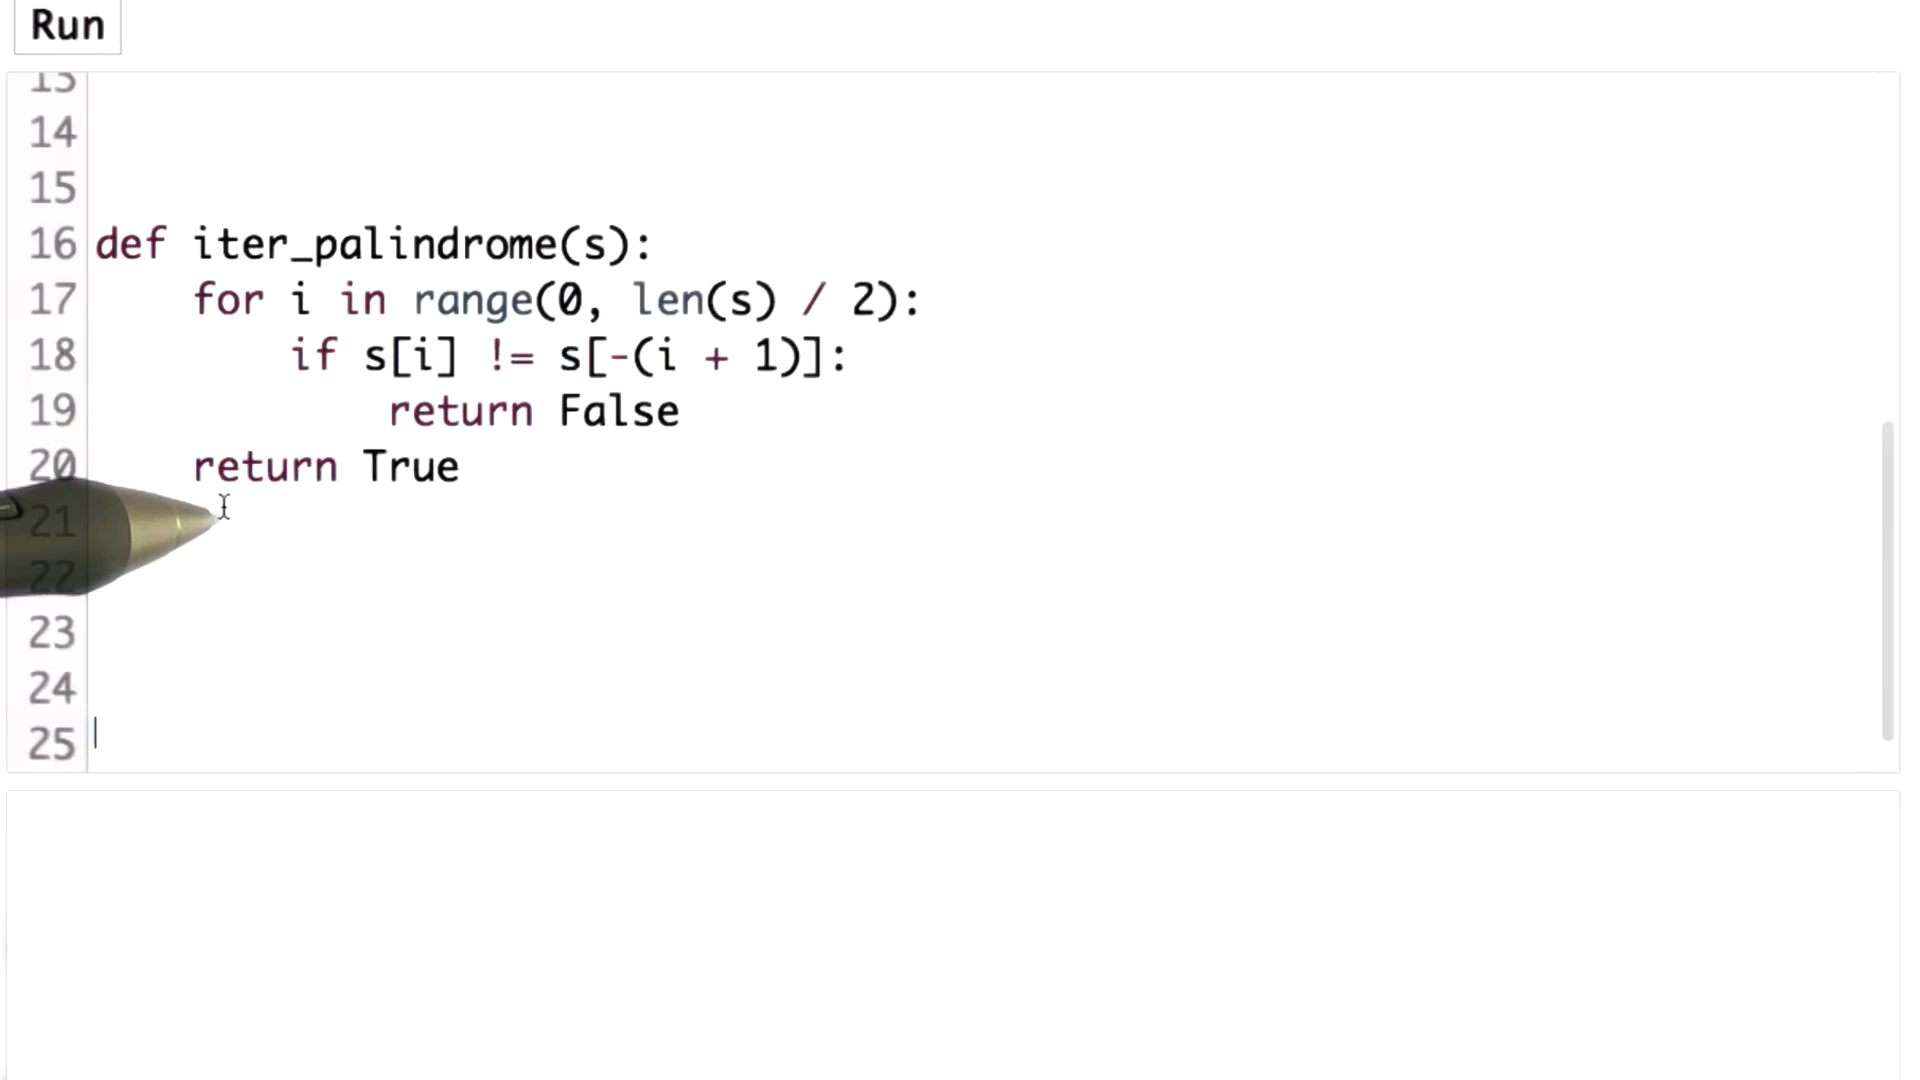 Run
13
14
15
16 def iter_palindrome(s):
17     for i in range(0, len(s) / 2):
18         if s[i] != s[-(i + 1)]:
19             return False
20     return True
21
22
23
24
25